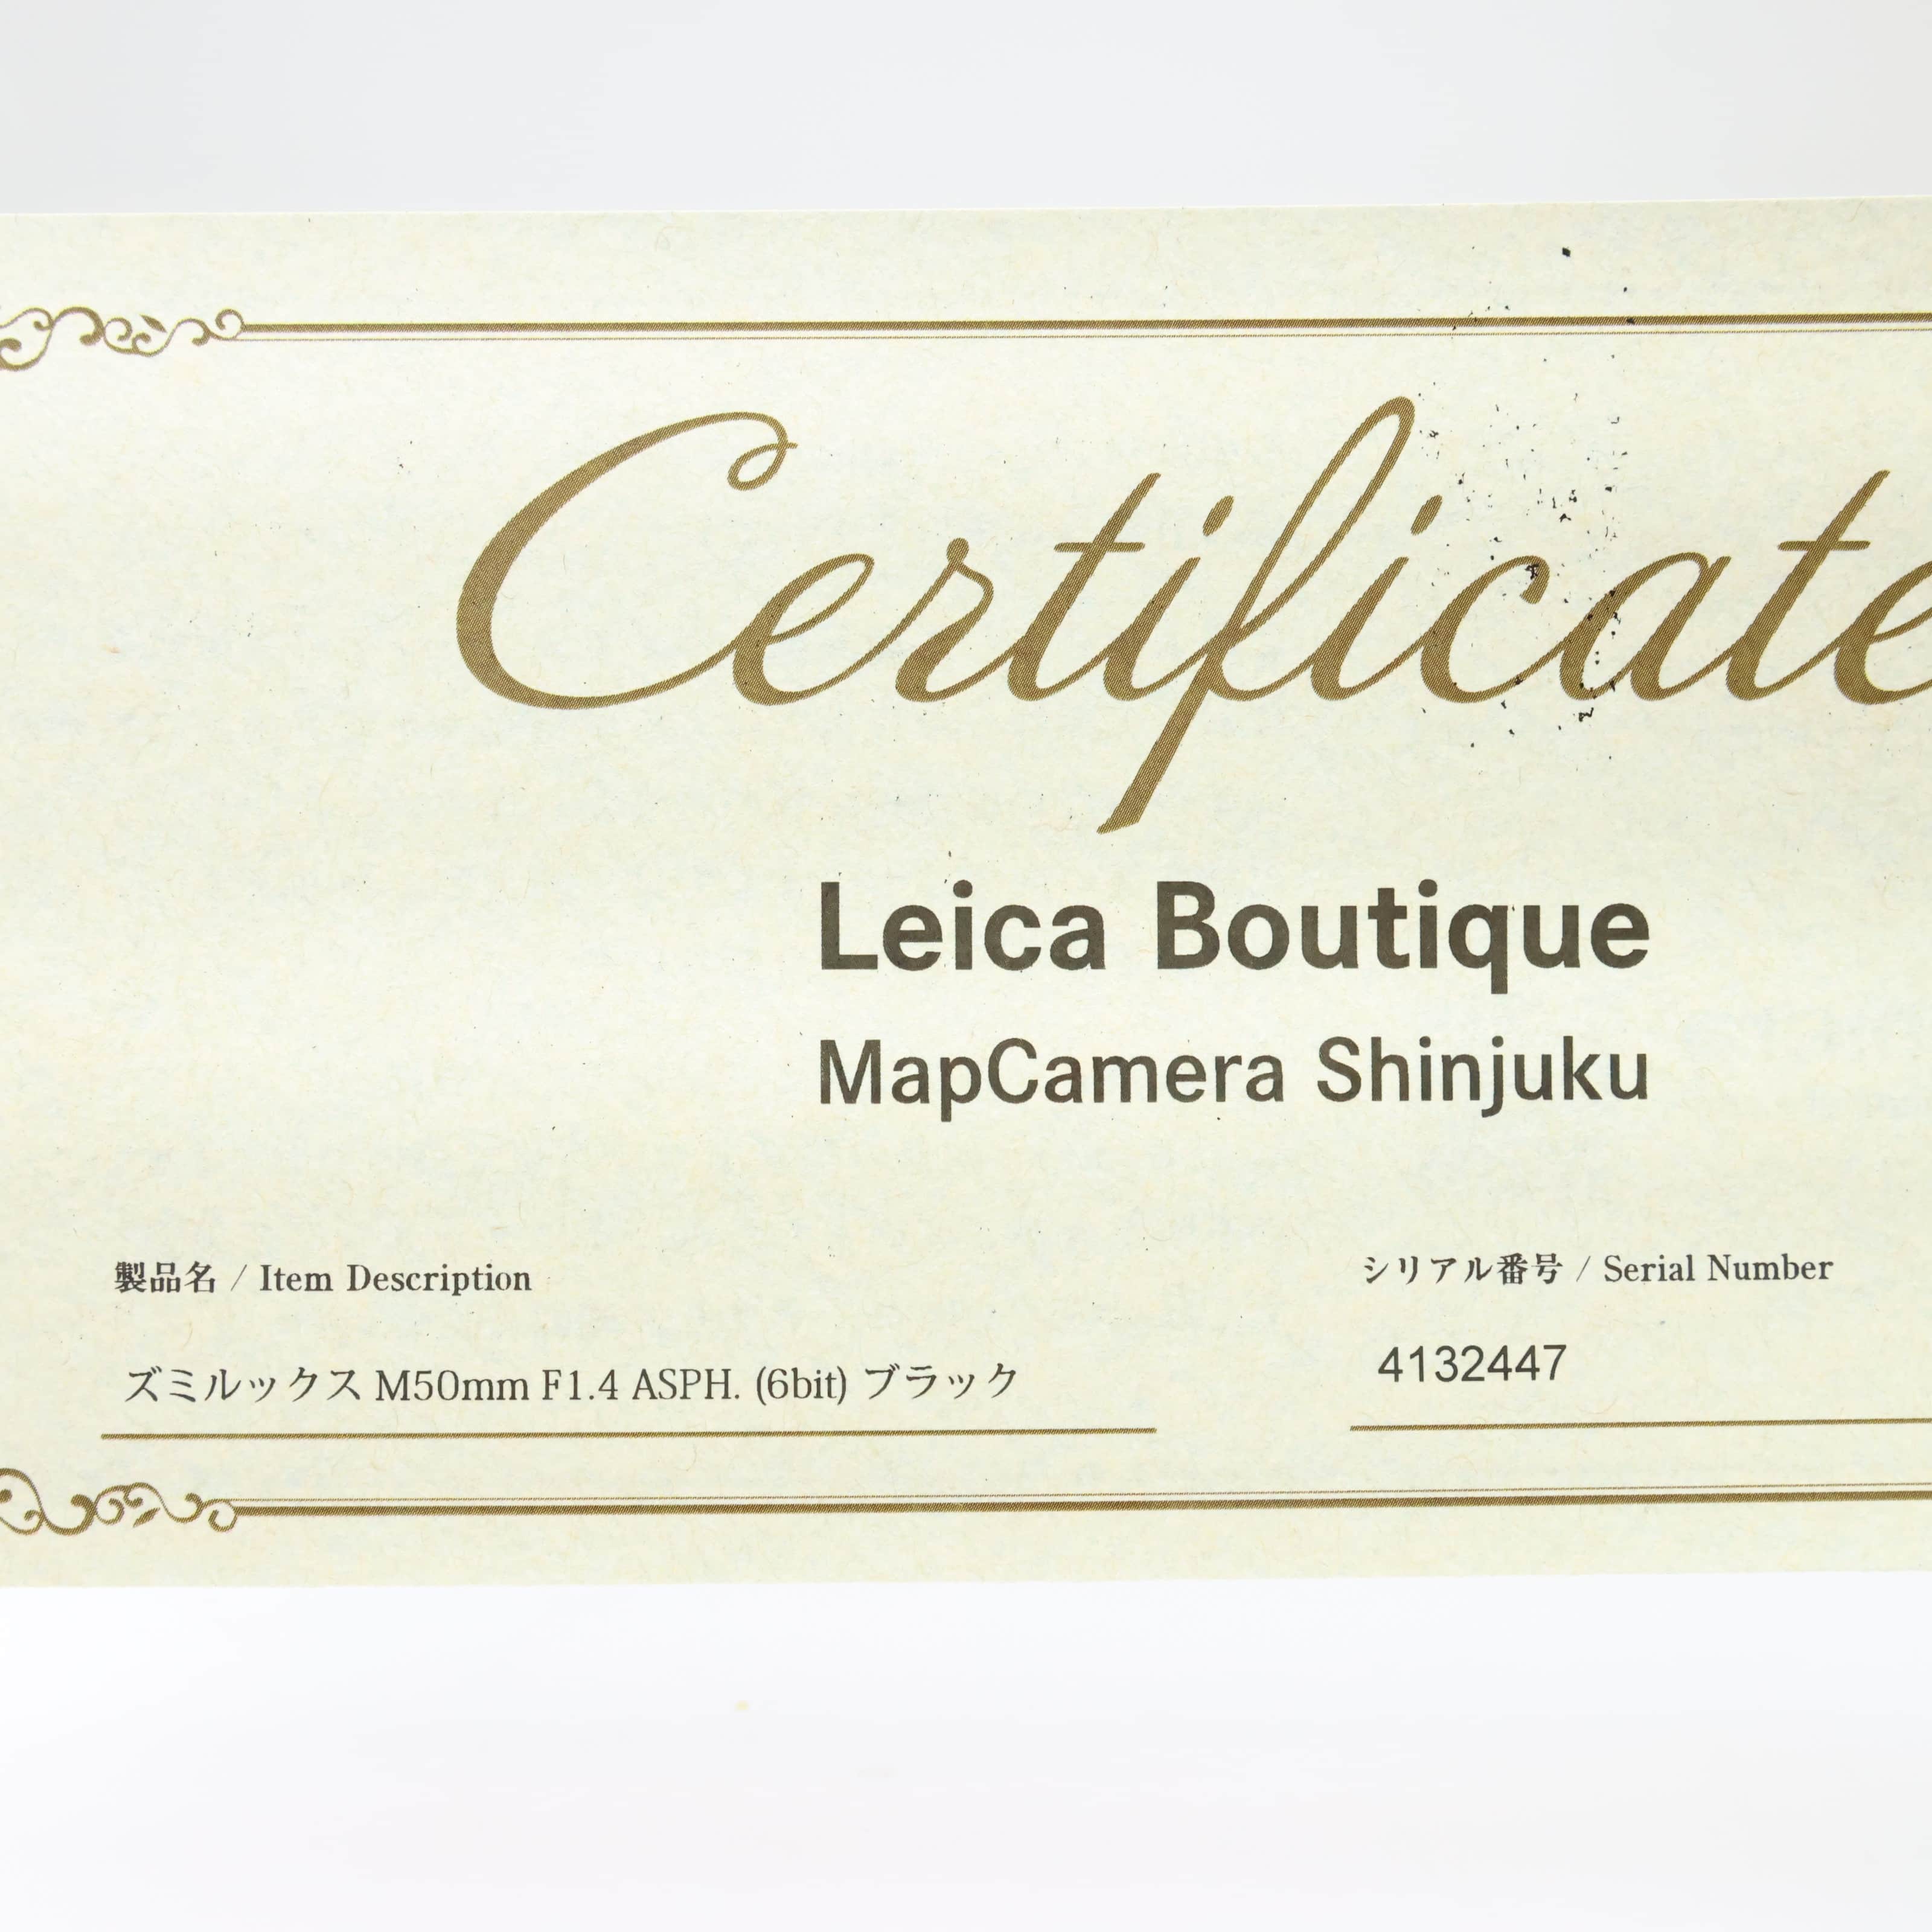 Certificate
Leica Boutique
MapCamera Shinjuku
製品名 / Item Description
シリアル番号 / Serial Number
ズミルックス M50mm F1.4 ASPH. (6bit) ブラック
4132447